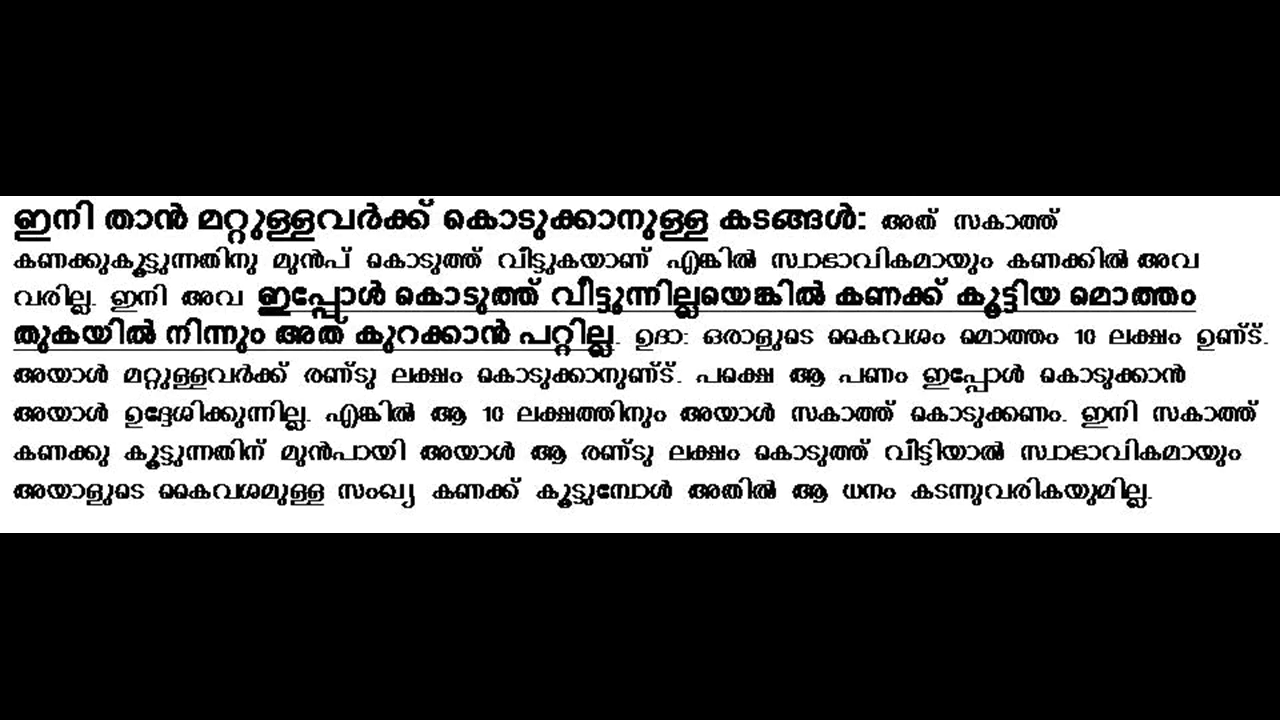 ഇനി താൻ മറ്റുള്ളവർക്ക് കൊടുക്കാനുള്ള കടങ്ങൾ: അത് സകാത്ത്
കണക്കുകൂട്ടുന്നതിനു മുൻപ് കൊടുത്ത് വീട്ടുകയാണ് എങ്കിൽ സ്വാഭാവികമായും കണക്കിൽ അവ
വരില്ല. ഇനി അവ ഇപ്പോൾ കൊടുത്ത് വീട്ടുന്നില്ലയെങ്കിൽ കണക്ക് കൂട്ടിയ മൊത്തം
തുകയിൽ നിന്നും അത് കുറക്കാൻ പറ്റില്ല. ഉദാ: ഒരാളുടെ കൈവശം മൊത്തം 10 ലക്ഷം ഉണ്ട്.
അയാൾ മറ്റുള്ളവർക്ക് രണ്ടു ലക്ഷം കൊടുക്കാനുണ്ട്. പക്ഷെ ആ പണം ഇപ്പോൾ കൊടുക്കാൻ
അയാൾ ഉദ്ദേശിക്കുന്നില്ല. എങ്കിൽ ആ 10 ലക്ഷത്തിനും അയാൾ സകാത്ത് കൊടുക്കണം. ഇനി സകാത്ത്
കണക്കു കൂട്ടുന്നതിന് മുൻപായി അയാൾ ആ രണ്ടു ലക്ഷം കൊടുത്ത് വീട്ടിയാൽ സ്വാഭാവികമായും
അയാളുടെ കൈവശമുള്ള സംഖ്യ കണക്ക് കൂട്ടുമ്പോൾ അതിൽ ആ ധനം കടന്നുവരികയുമില്ല.